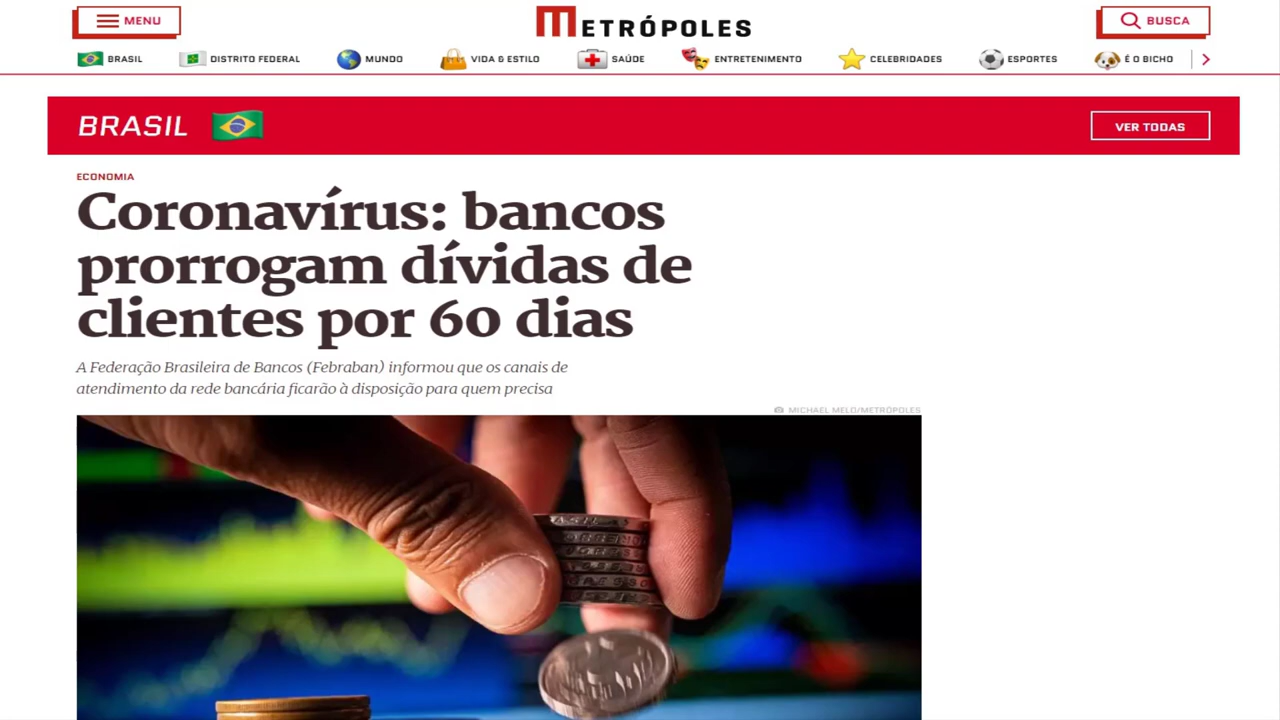 MENU
METRÓPOLES
BUSCA
BRASIL
DISTRITO FEDERAL
MUNDO
VIDA & ESTILO
SAÚDE
ENTRETENIMENTO
CELEBRIDADES
ESPORTES
É O BICHO
BRASIL
VER TODAS
ECONOMIA
Coronavírus: bancos
prorrogam dívidas de
clientes por 60 dias
A Federação Brasileira de Bancos (Febraban) informou que os canais de
atendimento da rede bancária ficarão à disposição para quem precisa
MICHAEL MELO/METRÓPOLES